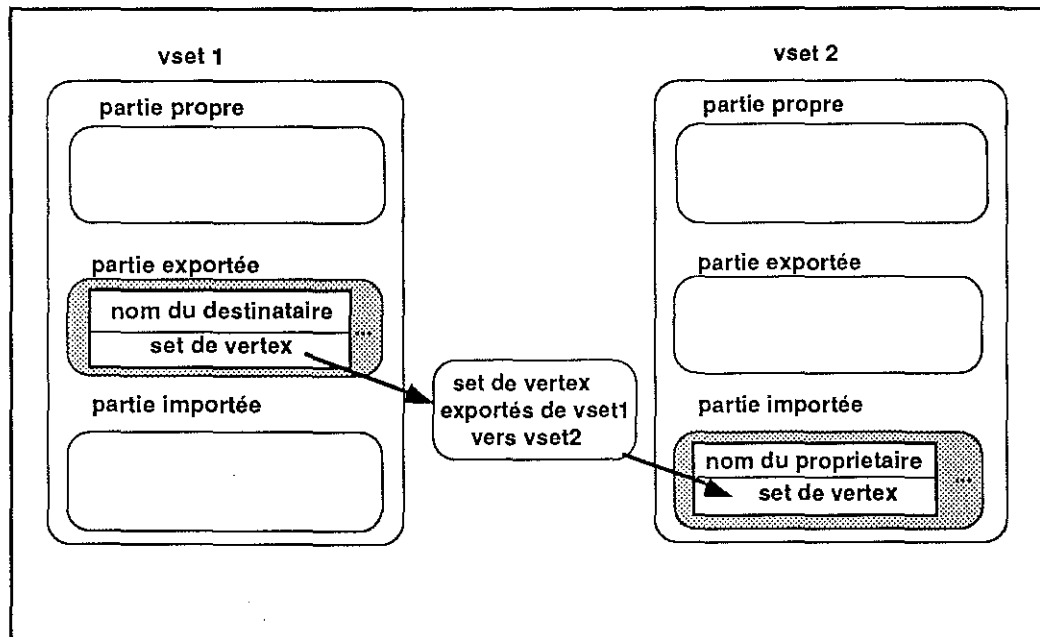 vset 1
partie propre
partie exportée
nom du destinataire
...
set de vertex
partie importée
set de vertex
exportés de vset1
vers vset2
vset 2
partie propre
partie exportée
partie importée
nom du proprietaire
...
set de vertex